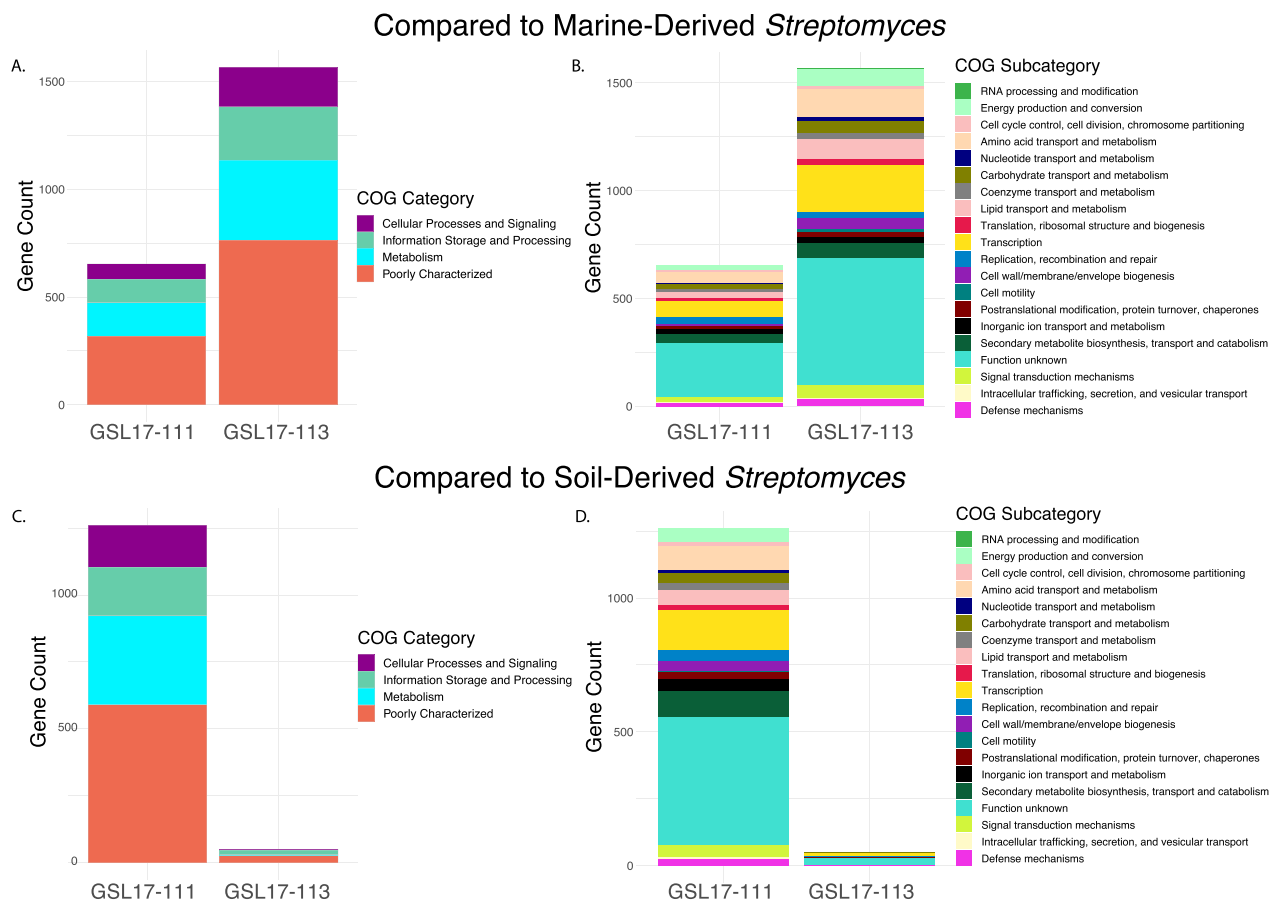 Compared to Marine-Derived Streptomyces
A.
Gene Count
1500
1000
500
0
GSL17-111
GSL17-113
COG Category
Cellular Processes and Signaling
Information Storage and Processing
Metabolism
Poorly Characterized
B.
Gene Count
1500
1000
500
0
GSL17-111
GSL17-113
COG Subcategory
RNA processing and modification
Energy production and conversion
Cell cycle control, cell division, chromosome partitioning
Amino acid transport and metabolism
Nucleotide transport and metabolism
Carbohydrate transport and metabolism
Coenzyme transport and metabolism
Lipid transport and metabolism
Translation, ribosomal structure and biogenesis
Transcription
Replication, recombination and repair
Cell wall/membrane/envelope biogenesis
Cell motility
Postranslational modification, protein turnover, chaperones
Inorganic ion transport and metabolism
Secondary metabolite biosynthesis, transport and catabolism
Function unknown
Signal transduction mechanisms
Intracellular trafficking, secretion, and vesicular transport
Defense mechanisms
Compared to Soil-Derived Streptomyces
C.
Gene Count
1000
500
0
GSL17-111
GSL17-113
COG Category
Cellular Processes and Signaling
Information Storage and Processing
Metabolism
Poorly Characterized
D.
Gene Count
1000
500
0
GSL17-111
GSL17-113
COG Subcategory
RNA processing and modification
Energy production and conversion
Cell cycle control, cell division, chromosome partitioning
Amino acid transport and metabolism
Nucleotide transport and metabolism
Carbohydrate transport and metabolism
Coenzyme transport and metabolism
Lipid transport and metabolism
Translation, ribosomal structure and biogenesis
Transcription
Replication, recombination and repair
Cell wall/membrane/envelope biogenesis
Cell motility
Postranslational modification, protein turnover, chaperones
Inorganic ion transport and metabolism
Secondary metabolite biosynthesis, transport and catabolism
Function unknown
Signal transduction mechanisms
Intracellular trafficking, secretion, and vesicular transport
Defense mechanisms